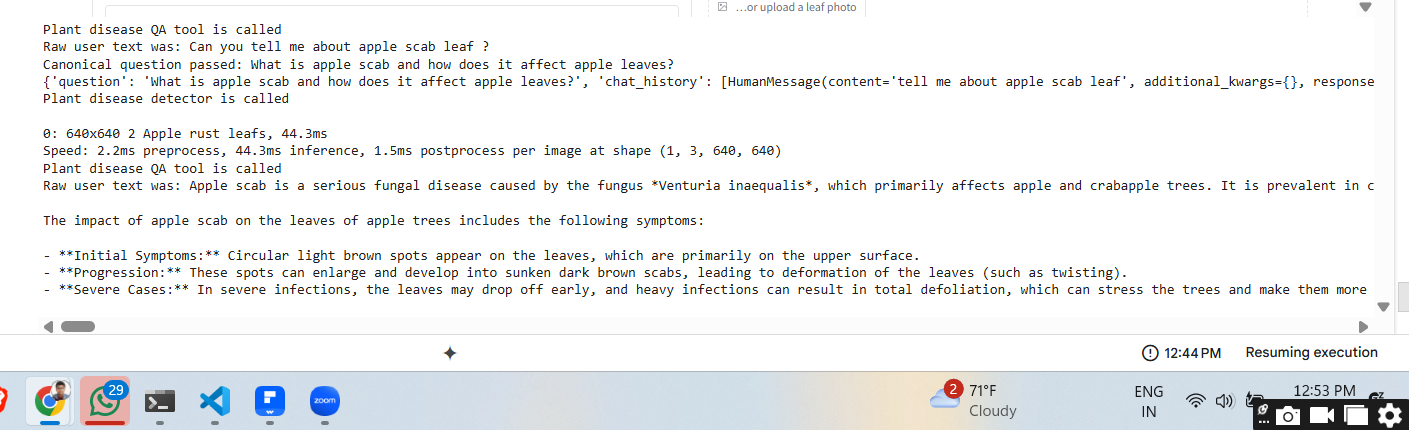 ...or upload a leaf photo
Plant disease QA tool is called
Raw user text was: Can you tell me about apple scab leaf ?
Canonical question passed: What is apple scab and how does it affect apple leaves?
{'question': 'What is apple scab and how does it affect apple leaves?', 'chat_history': [HumanMessage(content='tell me about apple scab leaf', additional_kwargs={}, response
Plant disease detector is called
0: 640x640 2 Apple rust leafs, 44.3ms
Speed: 2.2ms preprocess, 44.3ms inference, 1.5ms postprocess per image at shape (1, 3, 640, 640)
Plant disease QA tool is called
Raw user text was: Apple scab is a serious fungal disease caused by the fungus *Venturia inaequalis*, which primarily affects apple and crabapple trees. It is prevalent in c
The impact of apple scab on the leaves of apple trees includes the following symptoms:
- **Initial Symptoms:** Circular light brown spots appear on the leaves, which are primarily on the upper surface.
- **Progression:** These spots can enlarge and develop into sunken dark brown scabs, leading to deformation of the leaves (such as twisting).
- **Severe Cases:** In severe infections, the leaves may drop off early, and heavy infections can result in total defoliation, which can stress the trees and make them more
12:44 PM Resuming execution
29
zoom
2
71°F
Cloudy
ENG
IN
12:53 PM